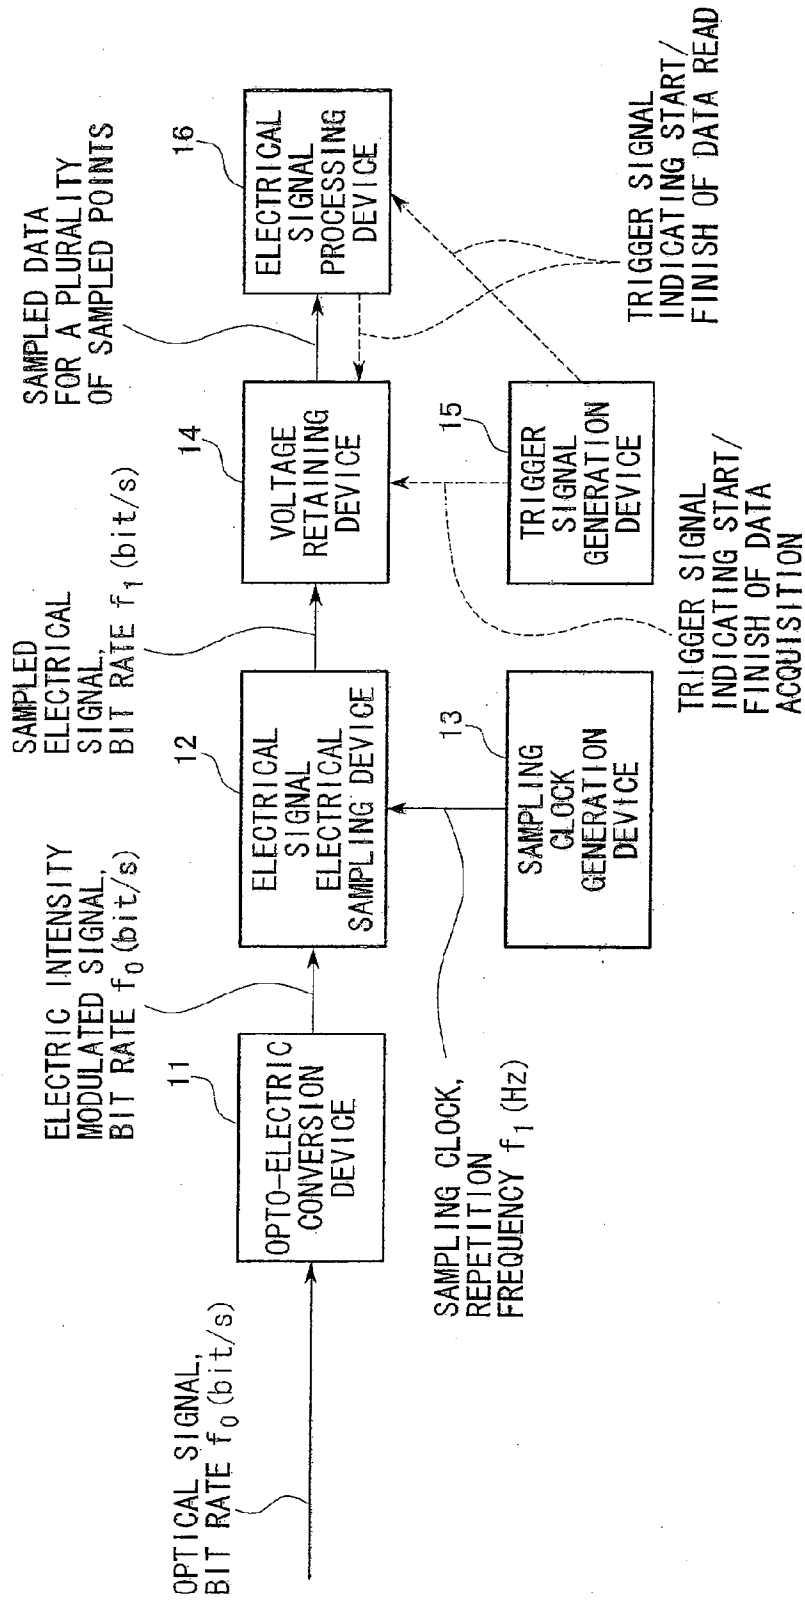 OPTICAL SIGNAL,
BIT RATE f0 (bit/s)
11
OPTO-ELECTRIC
CONVERSION
DEVICE
ELECTRIC INTENSITY
MODULATED SIGNAL,
BIT RATE f0 (bit/s)
12
ELECTRICAL
SIGNAL
ELECTRICAL
SAMPLING DEVICE
SAMPLED
ELECTRICAL
SIGNAL,
BIT RATE f1 (bit/s)
14
VOLTAGE
RETAINING
DEVICE
SAMPLED DATA
FOR A PLURALITY
OF SAMPLED POINTS
16
ELECTRICAL
SIGNAL
PROCESSING
DEVICE
SAMPLING CLOCK,
REPETITION
FREQUENCY f1 (Hz)
13
SAMPLING
CLOCK
GENERATION
DEVICE
15
TRIGGER
SIGNAL
GENERATION
DEVICE
TRIGGER SIGNAL
INDICATING START/
FINISH OF DATA
ACQUISITION
TRIGGER SIGNAL
INDICATING START/
FINISH OF DATA READ